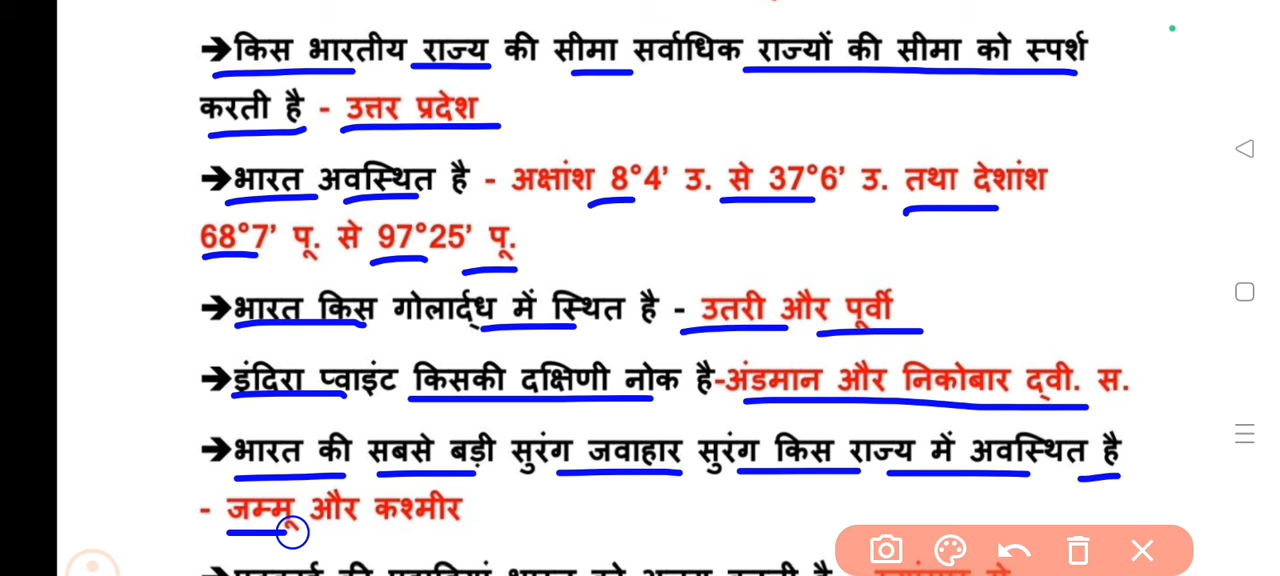 ➔किस भारतीय राज्य की सीमा सर्वाधिक राज्यों की सीमा को स्पर्श
करती है - उत्तर प्रदेश
➔भारत अवस्थित है - अक्षांश 8°4’ उ. से 37°6’ उ. तथा देशांश
68°7’ पू. से 97°25’ पू.
➔भारत किस गोलार्द्ध में स्थित है - उतरी और पूर्वी
➔इंदिरा प्वाइंट किसकी दक्षिणी नोक है-अंडमान और निकोबार द्वी. स.
➔भारत की सबसे बड़ी सुरंग जवाहार सुरंग किस राज्य में अवस्थित है
- जम्मू और कश्मीर